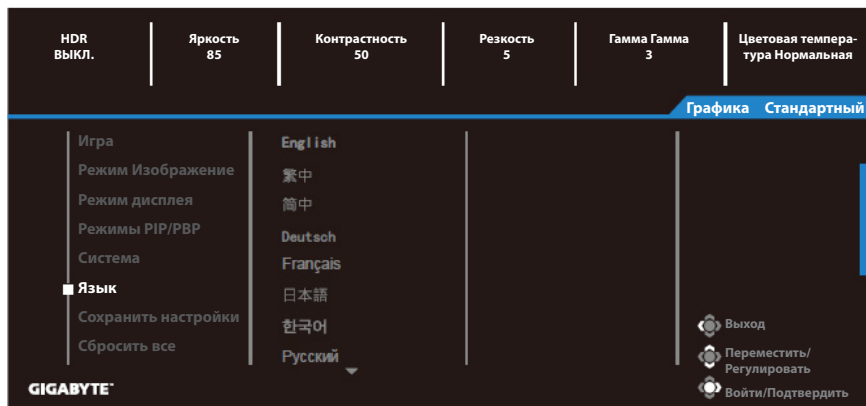 HDR
ВЫКЛ.
Яркость
85
Контрастность
50
Резкость
5
Гамма Гамма
3
Цветовая темпера-
тура Нормальная
Графика Стандартный
Игра
Режим Изображение
Режим дисплея
Режимы PIP/PBP
Система
Язык
Сохранить настройки
Сбросить все
English
繁中
简中
Deutsch
Français
日本語
한국어
Русский
Выход
Переместить/
Регулировать
Войти/Подтвердить
GIGABYTE™